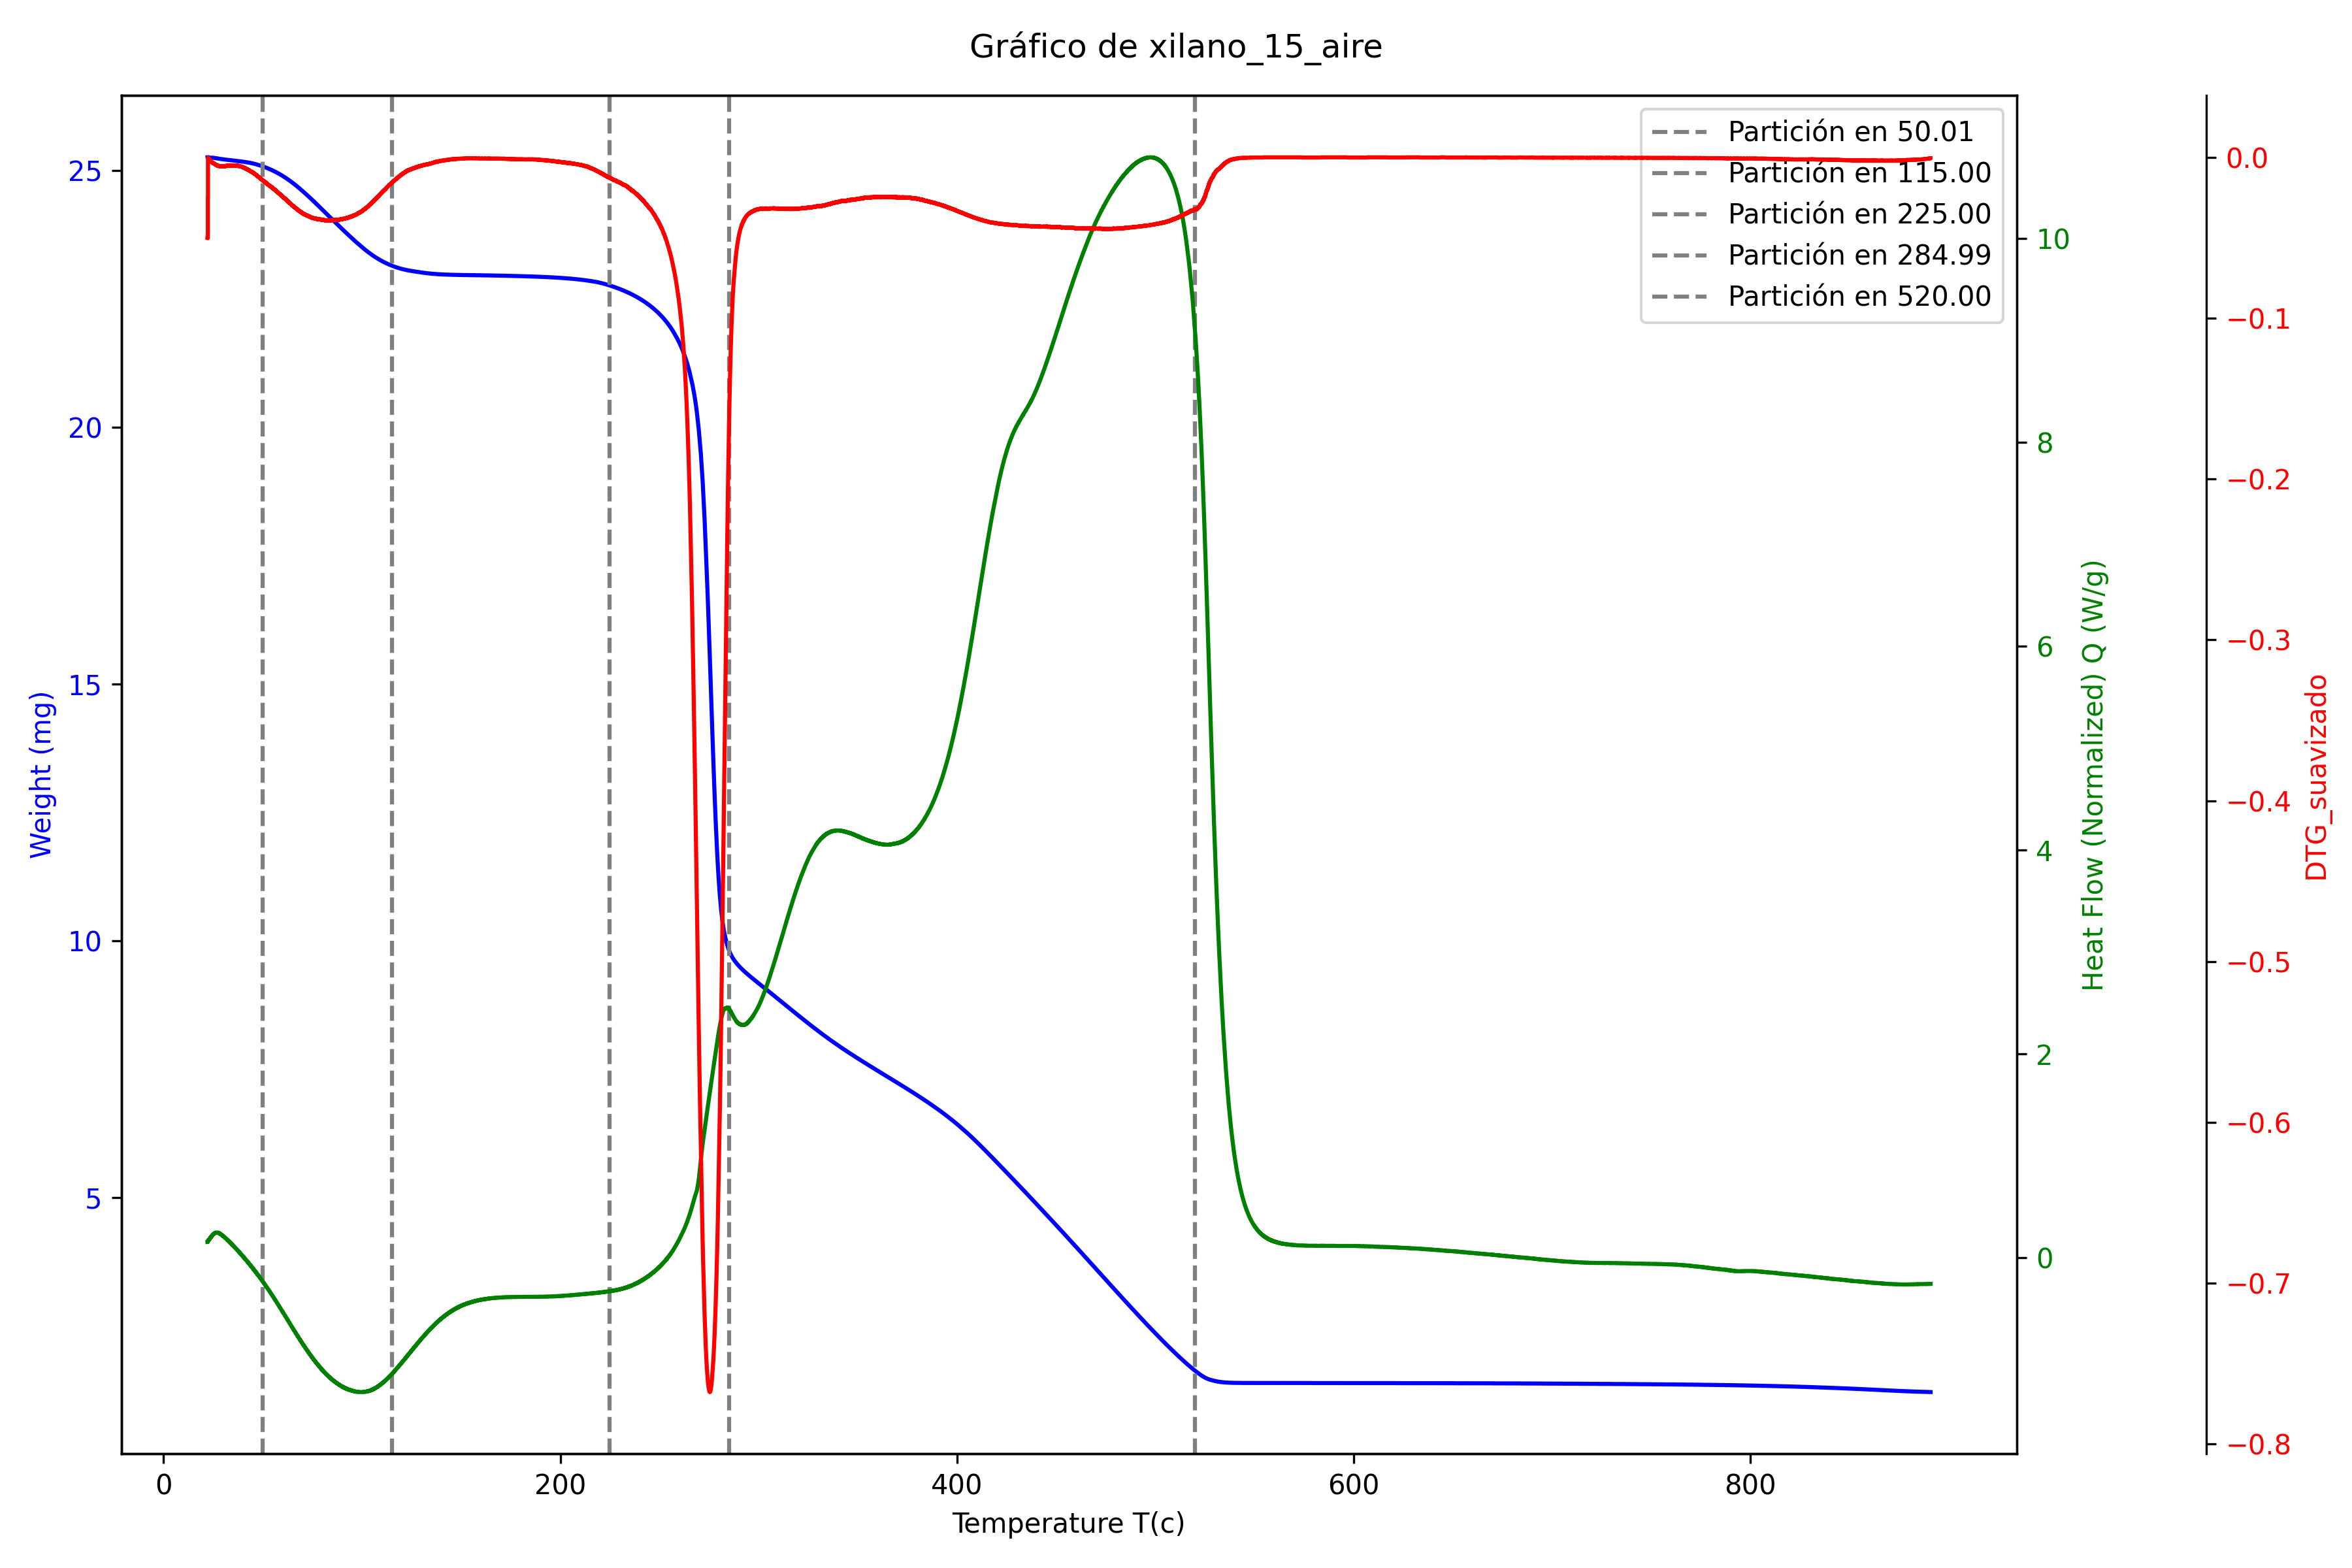 Gráfico de xilano_15_aire
Partición en 50.01
Partición en 115.00
Partición en 225.00
Partición en 284.99
Partición en 520.00
25
20
15
10
5
Weight (mg)
0
200
400
600
800
Temperature T(c)
10
8
6
4
2
0
Heat Flow (Normalized) Q (W/g)
0.0
−0.1
−0.2
−0.3
−0.4
−0.5
−0.6
−0.7
−0.8
DTG_suavizado